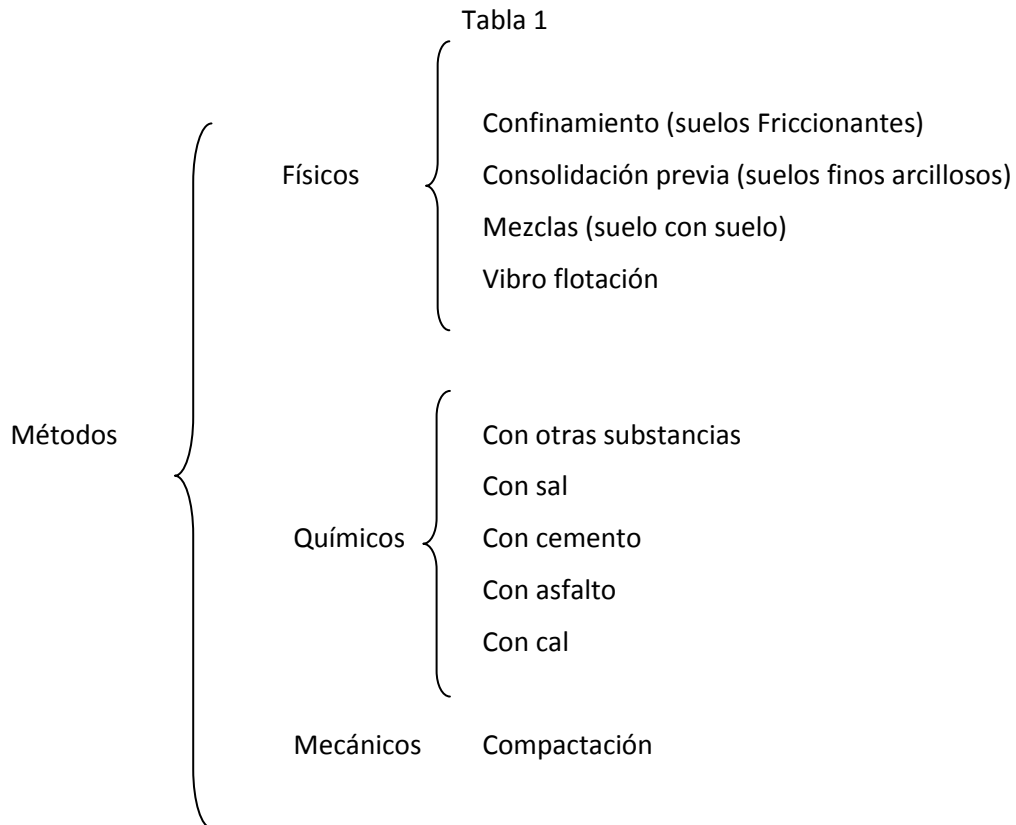 Tabla 1
Métodos
Físicos
Confinamiento (suelos Friccionantes)
Consolidación previa (suelos finos arcillosos)
Mezclas (suelo con suelo)
Vibro flotación
Químicos
Con otras substancias
Con sal
Con cemento
Con asfalto
Con cal
Mecánicos
Compactación